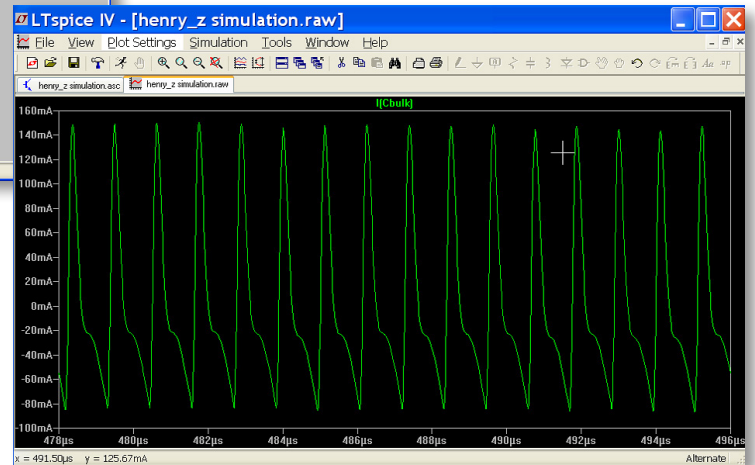 LTspice IV - [henry_z simulation.raw]
File View Plot Settings Simulation Tools Window Help
henry_z simulation.asc henry_z simulation.raw
I(Cbulk)
160mA
140mA
120mA
100mA
80mA
60mA
40mA
20mA
0mA
-20mA
-40mA
-60mA
-80mA
-100mA
478µs 480µs 482µs 484µs 486µs 488µs 490µs 492µs 494µs 496µs
x = 491.50µs y = 125.67mA Alternate